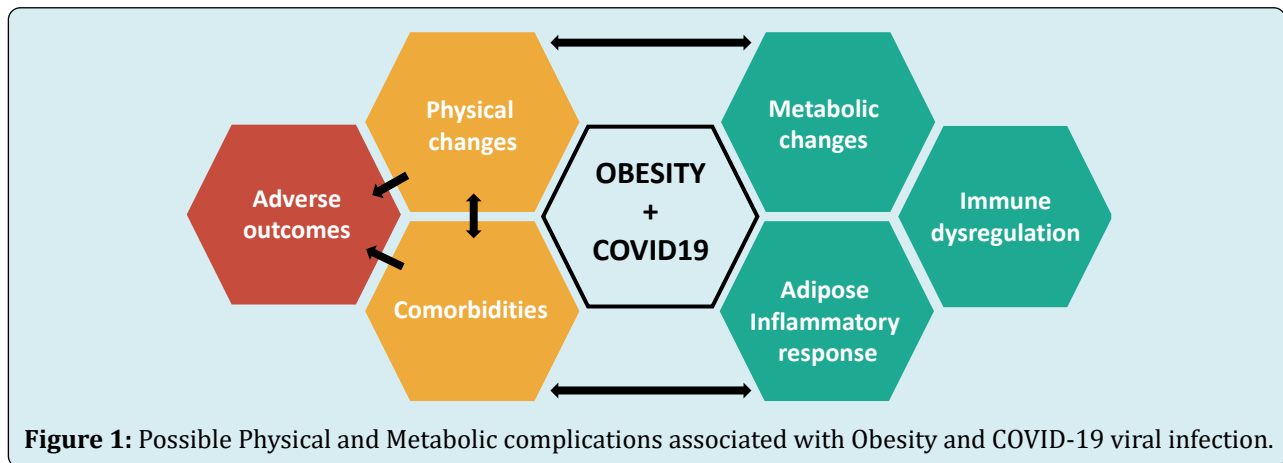 Physical
changes
Metabolic
changes
Adverse
outcomes
OBESITY
+
COVID19
Immune
dysregulation
Comorbidities
Adipose
Inflammatory
response
Figure 1: Possible Physical and Metabolic complications associated with Obesity and COVID-19 viral infection.